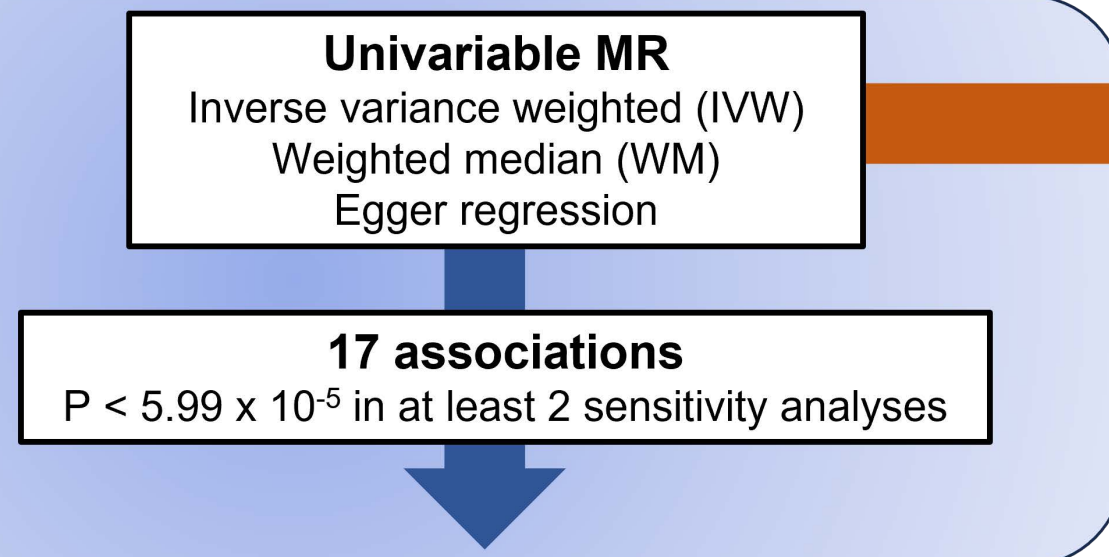 Univariable MR
Inverse variance weighted (IVW)
Weighted median (WM)
Egger regression
17 associations
P < 5.99 x 10⁻⁵ in at least 2 sensitivity analyses